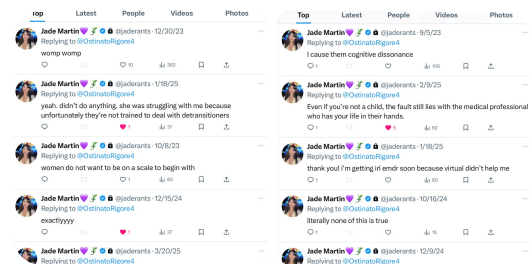 Top Latest People Videos Photos
Jade Martin @jaderants · 12/30/23
Replying to @OstinatoRigore4
womp womp
10 383
Jade Martin @jaderants · 1/18/25
Replying to @OstinatoRigore4
yeah. didn't do anything. she was struggling with me because
unfortunately they're not trained to deal with detransitioners
1 31
Jade Martin @jaderants · 10/8/23
Replying to @OstinatoRigore4
women do not want to be on a scale to begin with
1 63
Jade Martin @jaderants · 12/15/24
Replying to @OstinatoRigore4
exactlyyyy
1 37
Jade Martin @jaderants · 3/20/25
Replying to @OstinatoRigore4
Top Latest People Videos Photos
Jade Martin @jaderants · 9/5/23
Replying to @OstinatoRigore4
I cause them cognitive dissonance
1 106
Jade Martin @jaderants · 2/9/25
Replying to @OstinatoRigore4
Even if you're not a child, the fault still lies with the medical professional
who has your life in their hands.
1 5 62
Jade Martin @jaderants · 1/18/25
Replying to @OstinatoRigore4
thank you! i'm getting irl emdr soon because virtual didn't help me
1 60
Jade Martin @jaderants · 10/16/24
Replying to @OstinatoRigore4
literally none of this is true
1 15
Jade Martin @jaderants · 12/9/24
Replying to @OstinatoRigore4